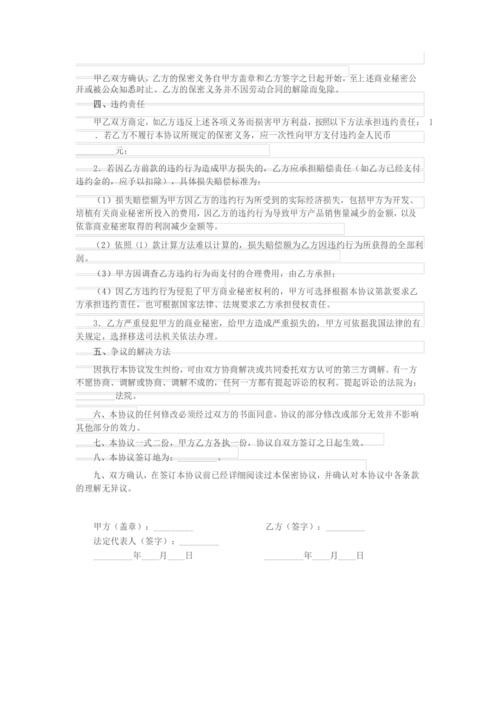 甲乙双方确认，乙方的保密义务自甲方盖章和乙方签字之日起开始，至上述商业秘密公
开或被公众知悉时止。乙方的保密义务并不因劳动合同的解除而免除。
四、违约责任
甲乙双方商定，如乙方违反上述各项义务而损害甲方利益，按照以下方法承担违约责任： 1
．若乙方不履行本协议所规定的保密义务，应一次性向甲方支付违约金人民币
________元；
2．若因乙方前款的违约行为造成甲方损失的，乙方应承担赔偿责任（如乙方已经支付
违约金的，应予以扣除），具体损失赔偿标准为：
（1）损失赔偿额为甲方因乙方的违约行为所受到的实际经济损失，包括甲方为开发、
培植有关商业秘密所投入的费用，因乙方的违约行为导致甲方产品销售量减少的金额，以及
依靠商业秘密取得的利润减少金额等。
（2）依照（1）款计算方法难以计算的，损失赔偿额为乙方因违约行为所获得的全部利
润。
（3）甲方因调查乙方违约行为而支付的合理费用，由乙方承担；
（4）因乙方的违约行为侵犯了甲方商业秘密权利的，甲方可选择根据本协议第款要求乙
方承担违约责任，也可根据国家法律、法规要求乙方承担侵权责任。
3．乙方严重侵犯甲方的商业秘密，给甲方造成严重损失的，甲方可依据我国法律的有
关规定，选择移送司法机关依法办理。
五、争议的解决方法
因执行本协议发生纠纷，可由双方协商解决或共同委托双方认可的第三方调解。有一方
不愿协商、调解或协商、调解不成的，任何一方都有提起诉讼的权利。提起诉讼的法院为：
________法院。
六、本协议的任何修改必须经过双方的书面同意。协议的部分修改或部分无效并不影响
其他部分的效力。
七、本协议一式二份，甲方乙方各执一份，协议自双方签订之日起生效。
八、本协议签订地为：________。
九、双方确认，在签订本协议前已经详细阅读过本保密协议，并确认对本协议中各条款
的理解无异议。
甲方（盖章）：________ 乙方（签字）：________
法定代表人（签字）：________
________年____月____日 ________年____月____日